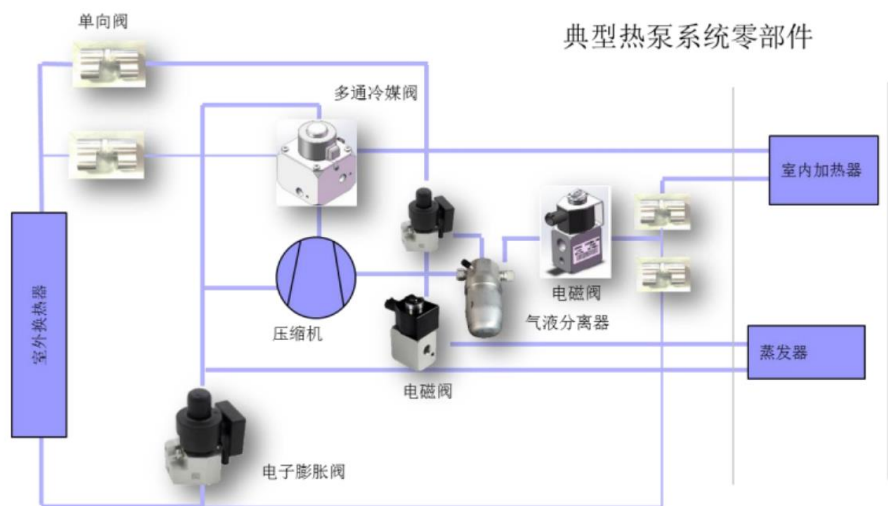 单向阀
典型热泵系统零部件
多通冷媒阀
室内加热器
室外换热器
电磁阀
压缩机
气液分离器
蒸发器
电磁阀
电子膨胀阀